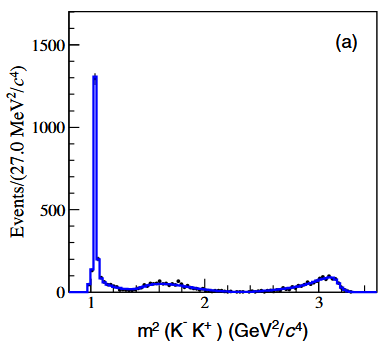 (a)
Events/(27.0 MeV²/c⁴)
1500
1000
500
0
1 2 3
m² (K⁻ K⁺) (GeV²/c⁴)